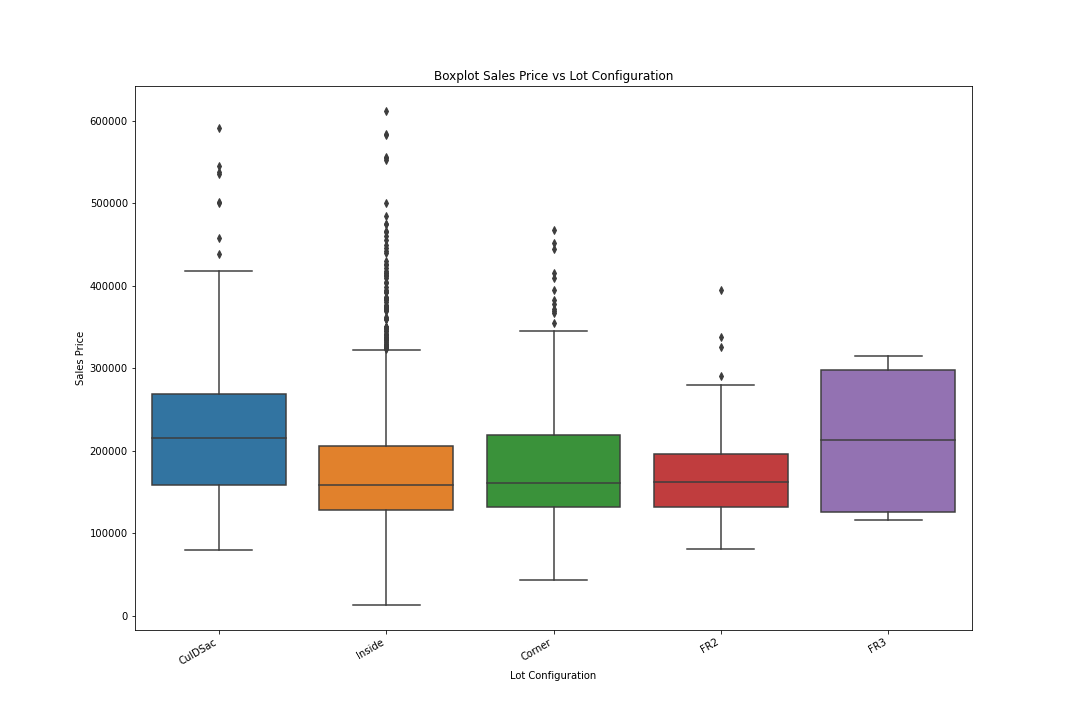 Boxplot Sales Price vs Lot Configuration
600000
500000
400000
300000
200000
100000
0
Sales Price
CulDSac
Inside
Corner
FR2
FR3
Lot Configuration